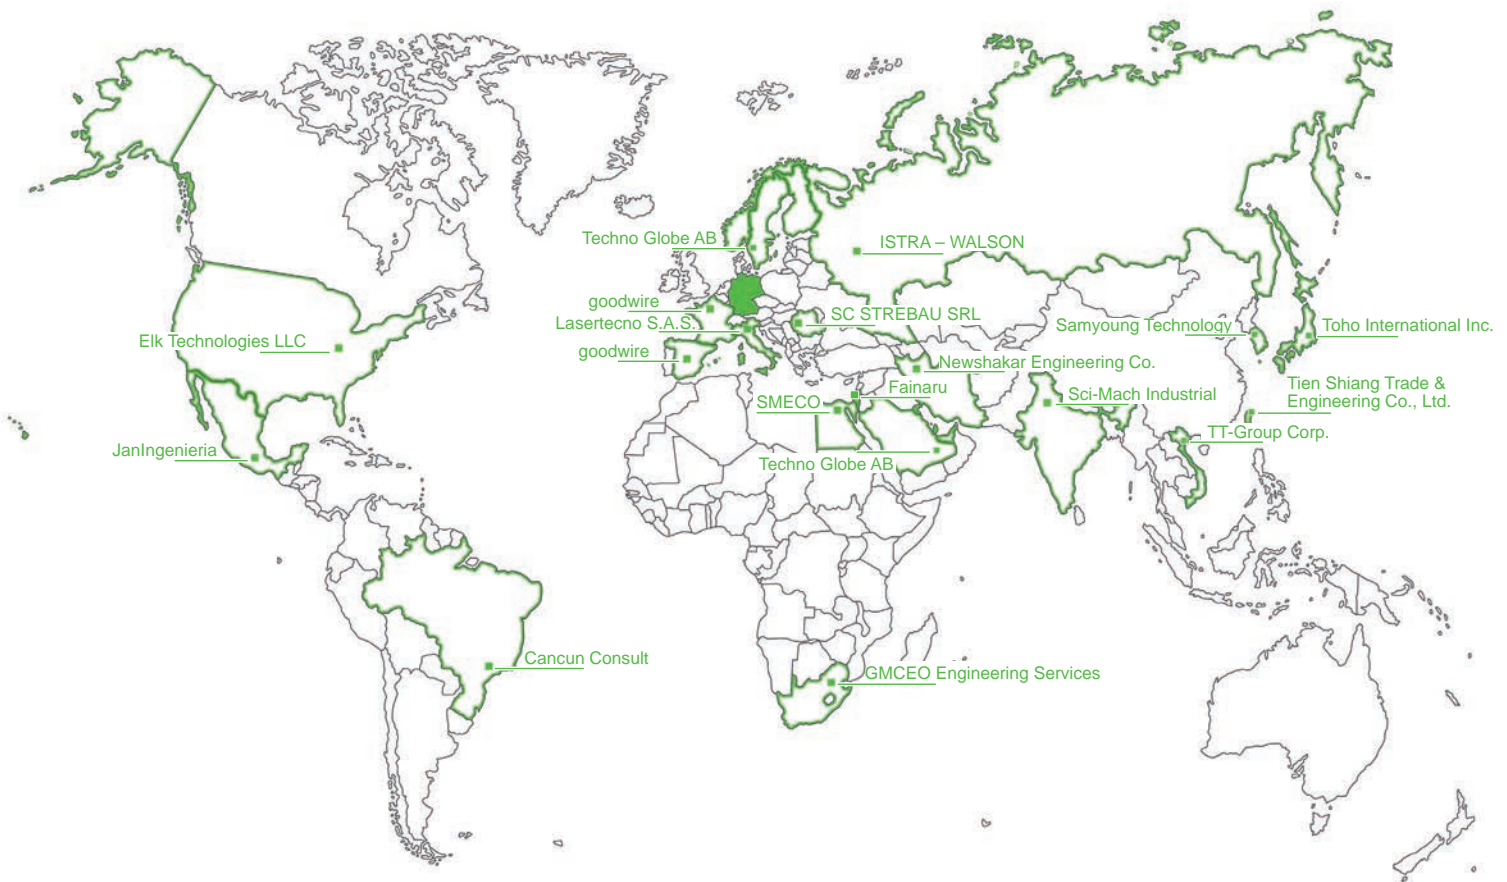 Techno Globe AB
ISTRA – WALSON
goodwire
SC STREBAU SRL
Lasertecno S.A.S.
Samyoung Technology
Toho International Inc.
Elk Technologies LLC
goodwire
Newshakar Engineering Co.
Fainaru
Sci-Mach Industrial
Tien Shiang Trade &
Engineering Co., Ltd.
SMECO
TT-Group Corp.
JanIngenieria
Techno Globe AB
Cancun Consult
GMCEO Engineering Services